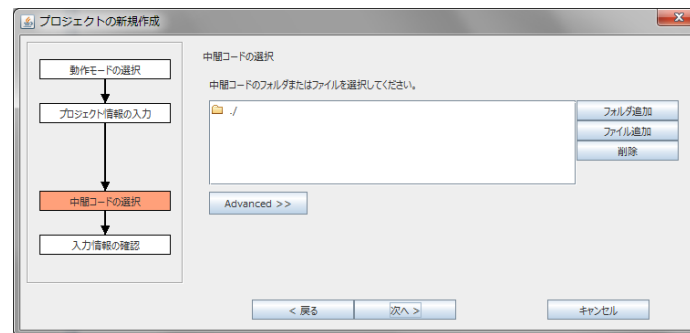 プロジェクトの新規作成
動作モードの選択
プロジェクト情報の入力
中間コードの選択
入力情報の確認
中間コードの選択
中間コードのフォルダまたはファイルを選択してください。
./
フォルダ追加
ファイル追加
削除
Advanced >>
< 戻る
次へ >
キャンセル